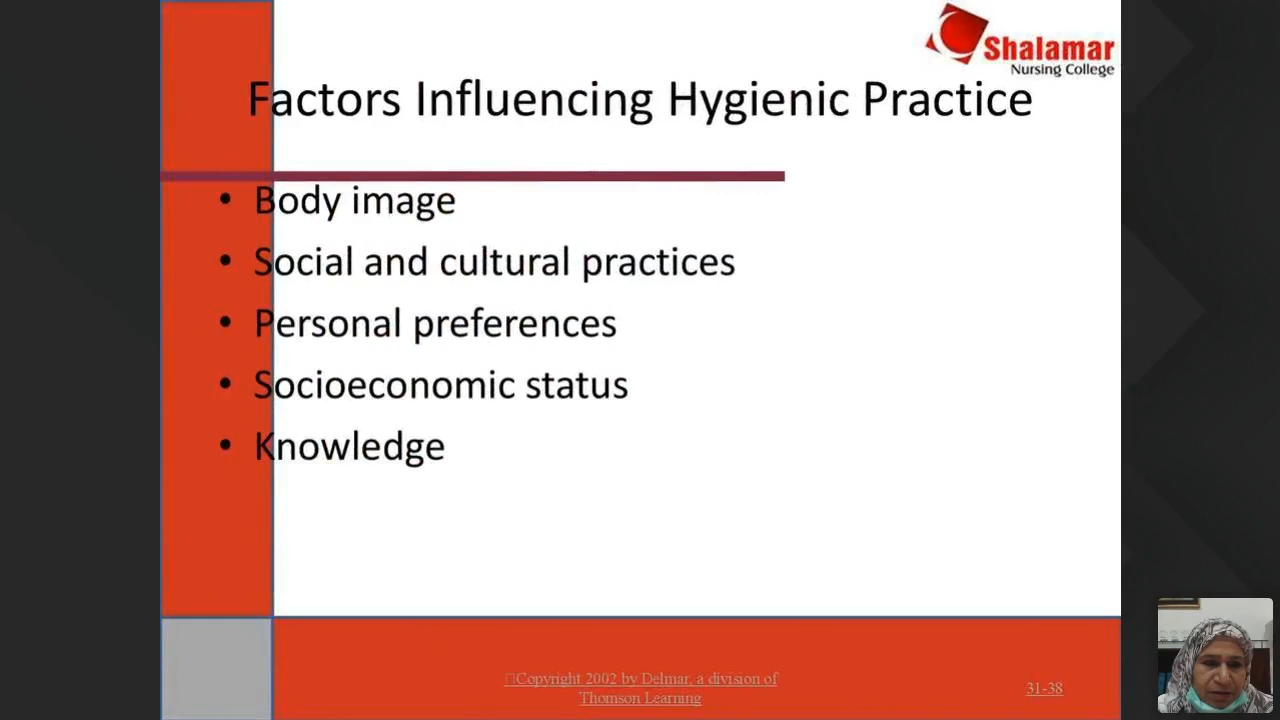 Shalamar
Nursing College
Factors Influencing Hygienic Practice
• Body image
• Social and cultural practices
• Personal preferences
• Socioeconomic status
• Knowledge
Copyright 2002 by Delmar, a division of
Thomson Learning
31-38